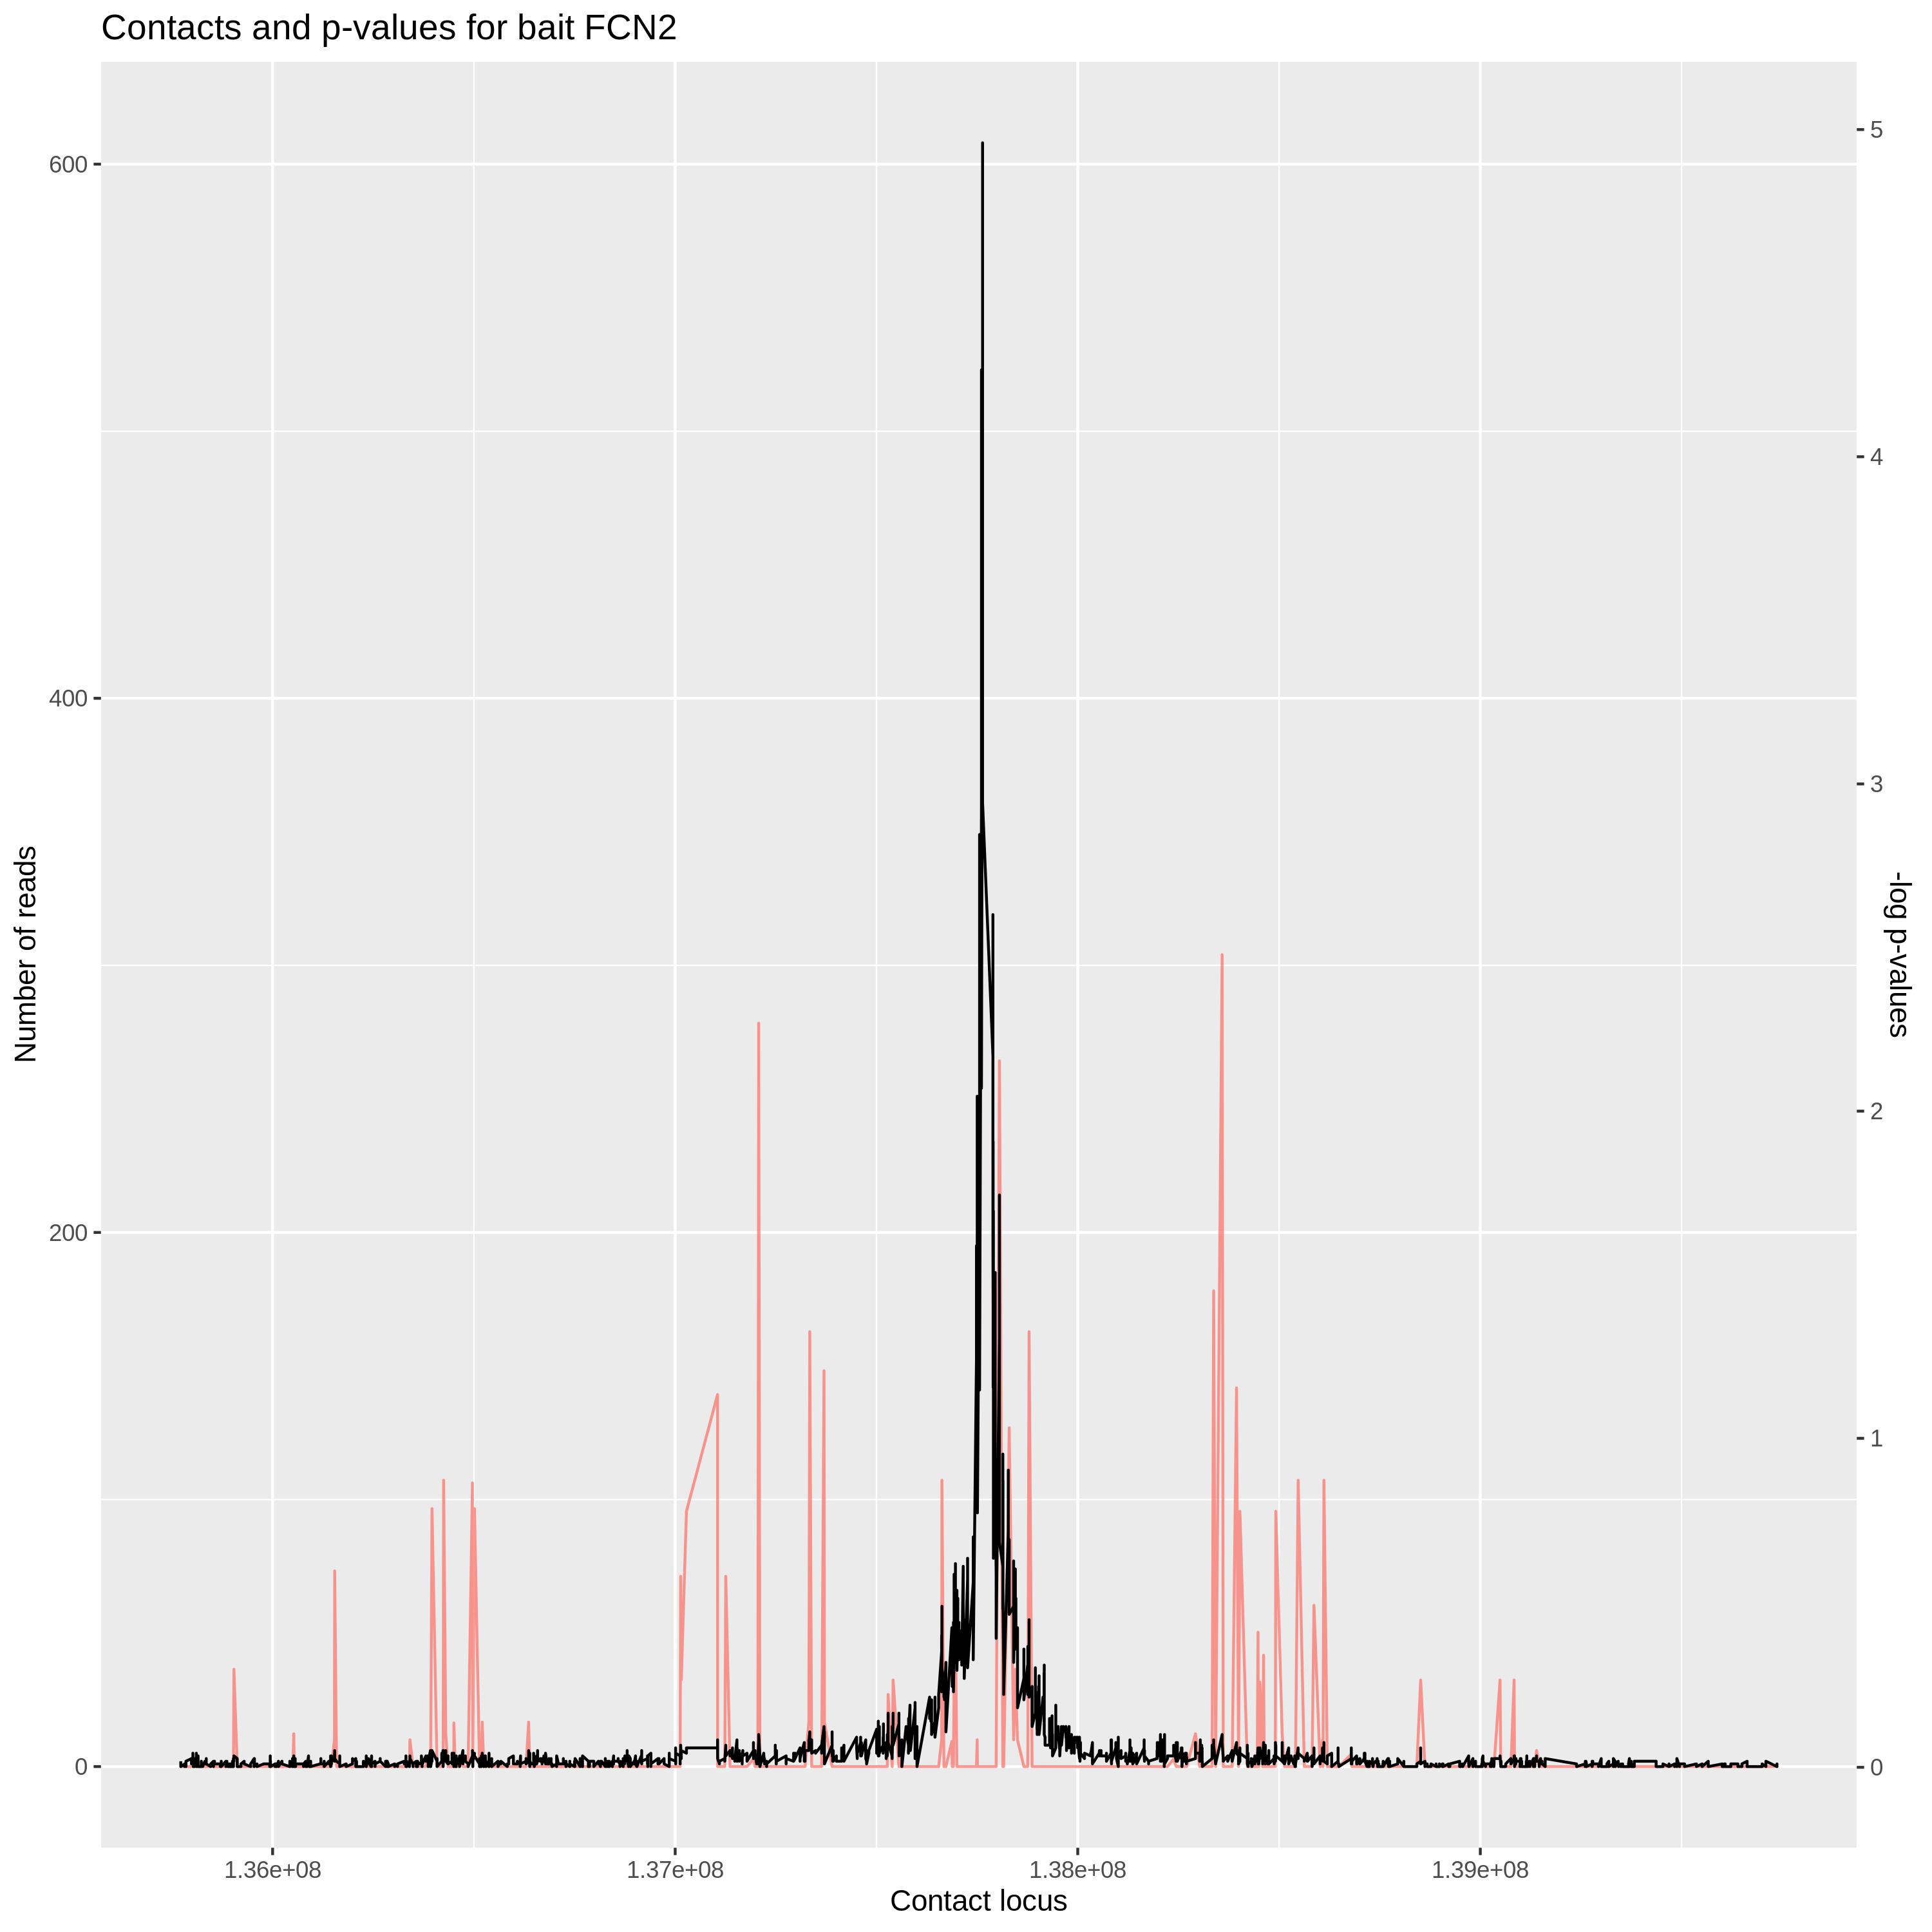 Contacts and p-values for bait FCN2
600
400
200
0
Number of reads
5
4
3
2
1
0
-log p-values
1.36e+08
1.37e+08
1.38e+08
1.39e+08
Contact locus